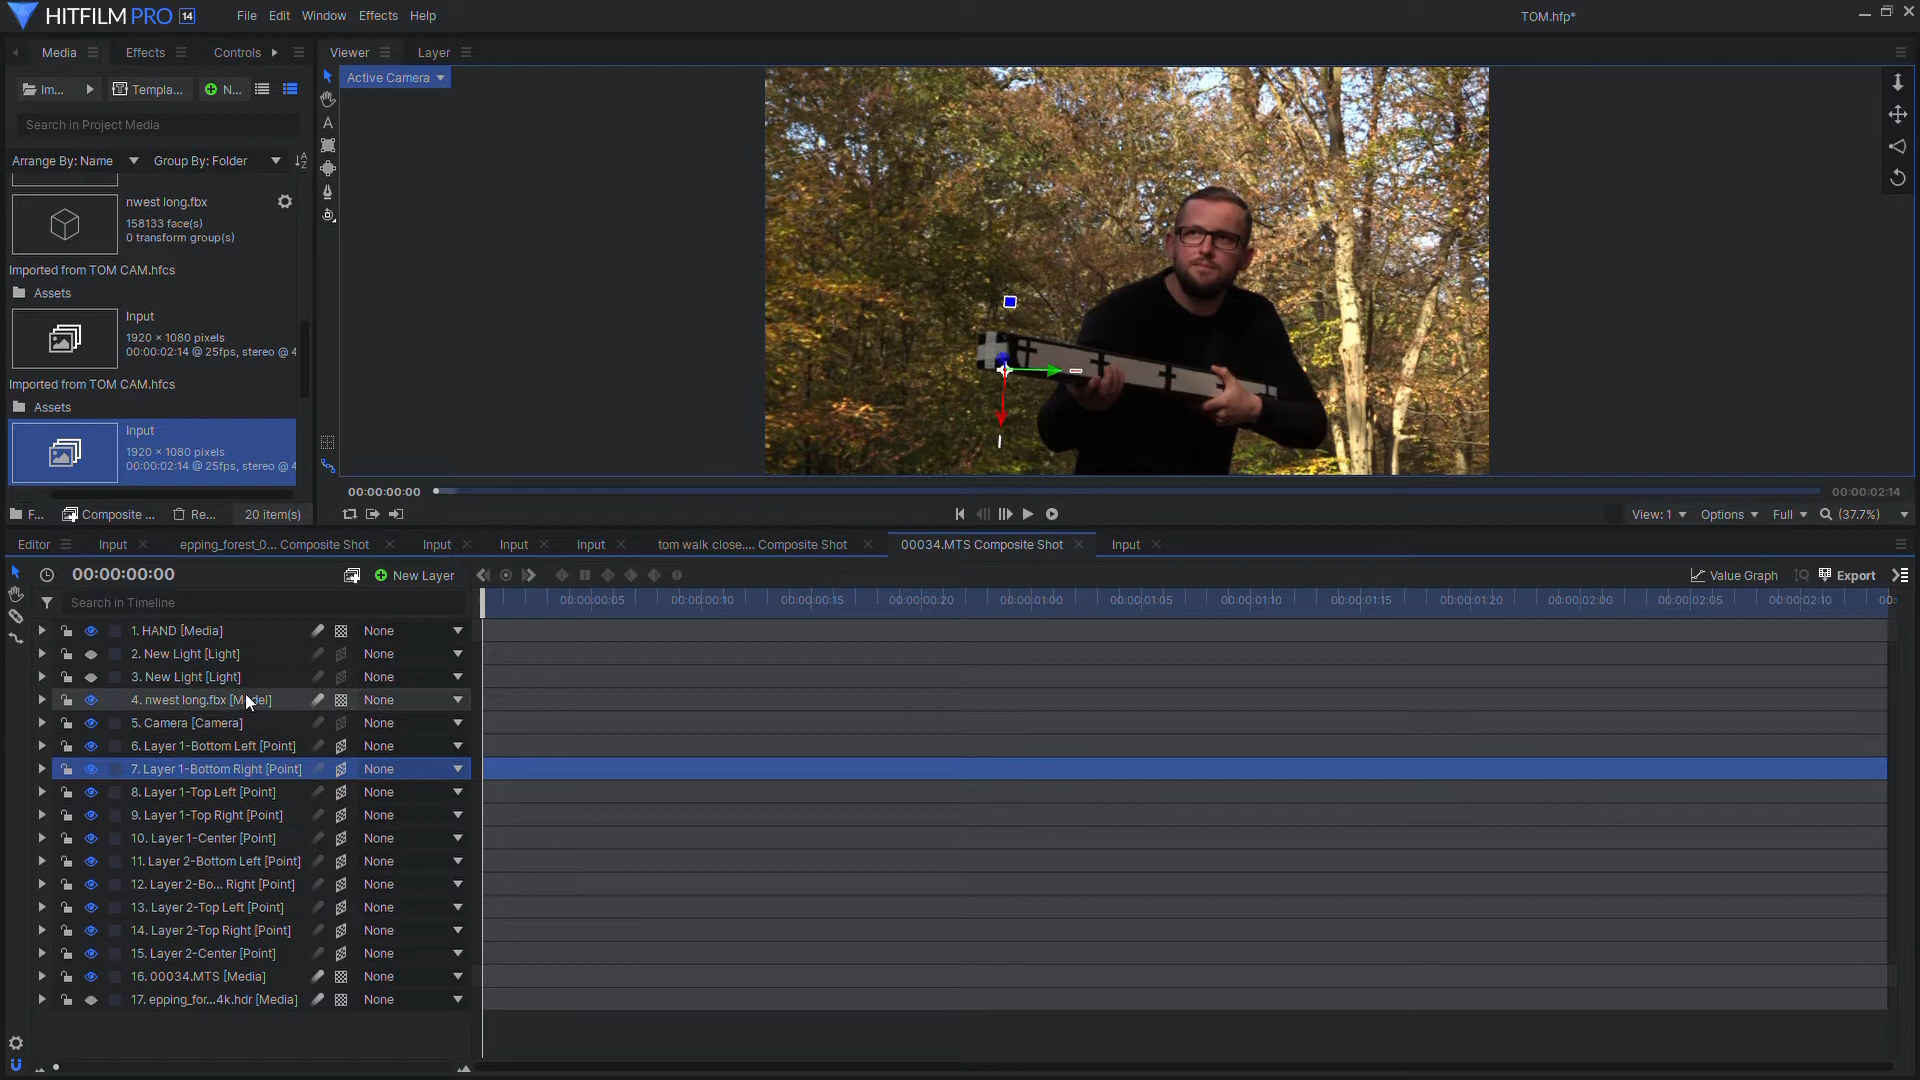 HITFILM PRO 14
File Edit Window Effects Help
TOM.hfp*
Media Effects Controls
Viewer Layer
Im... Templa... N...
Active Camera
Search in Project Media
Arrange By: Name Group By: Folder
nwest long.fbx
158133 face(s)
0 transform group(s)
Imported from TOM CAM.hfcs
Assets
Input
1920 × 1080 pixels
00:00:02:14 @ 25fps, stereo @ 4
Imported from TOM CAM.hfcs
Assets
Input
1920 × 1080 pixels
00:00:02:14 @ 25fps, stereo @ 4
F... Composite ... Re... 20 item(s)
00:00:00:00
00:00:02:14
View: 1 Options Full (37.7%)
Editor Input epping_forest_0... Composite Shot Input Input Input tom walk close.... Composite Shot 00034.MTS Composite Shot Input
00:00:00:00 New Layer
Value Graph Export
Search in Timeline
00:00:00:05 00:00:00:10 00:00:00:15 00:00:00:20 00:00:01:00 00:00:01:05 00:00:01:10 00:00:01:15 00:00:01:20 00:00:02:00 00:00:02:05 00:00:02:10 00:
1. HAND [Media] None
2. New Light [Light] None
3. New Light [Light] None
4. nwest long.fbx [Model] None
5. Camera [Camera] None
6. Layer 1-Bottom Left [Point] None
7. Layer 1-Bottom Right [Point] None
8. Layer 1-Top Left [Point] None
9. Layer 1-Top Right [Point] None
10. Layer 1-Center [Point] None
11. Layer 2-Bottom Left [Point] None
12. Layer 2-Bo... Right [Point] None
13. Layer 2-Top Left [Point] None
14. Layer 2-Top Right [Point] None
15. Layer 2-Center [Point] None
16. 00034.MTS [Media] None
17. epping_for...4k.hdr [Media] None